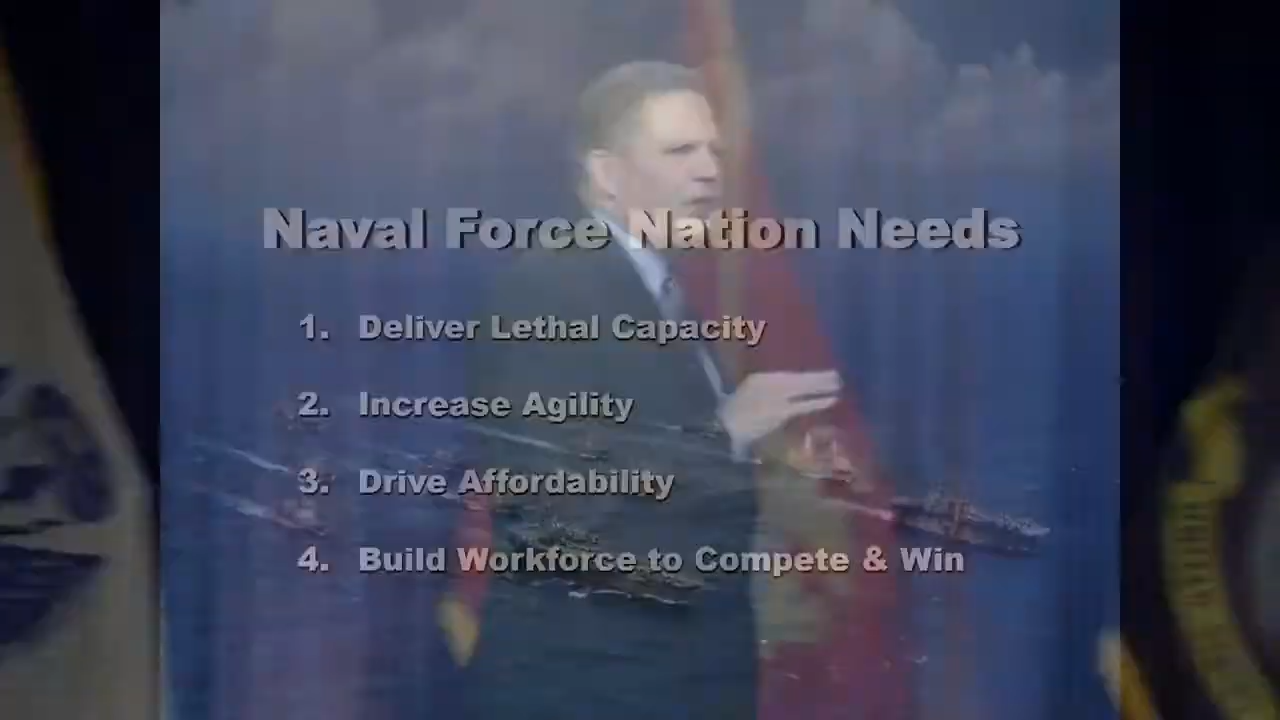 Naval Force Nation Needs
1. Deliver Lethal Capacity
2. Increase Agility
3. Drive Affordability
4. Build Workforce to Compete & Win